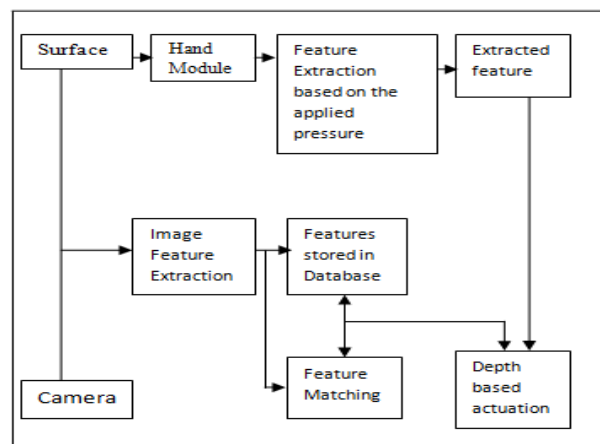 Surface
Hand
Module
Feature
Extraction
based on the
applied
pressure
Extracted
feature
Image
Feature
Extraction
Features
stored in
Database
Camera
Feature
Matching
Depth
based
actuation